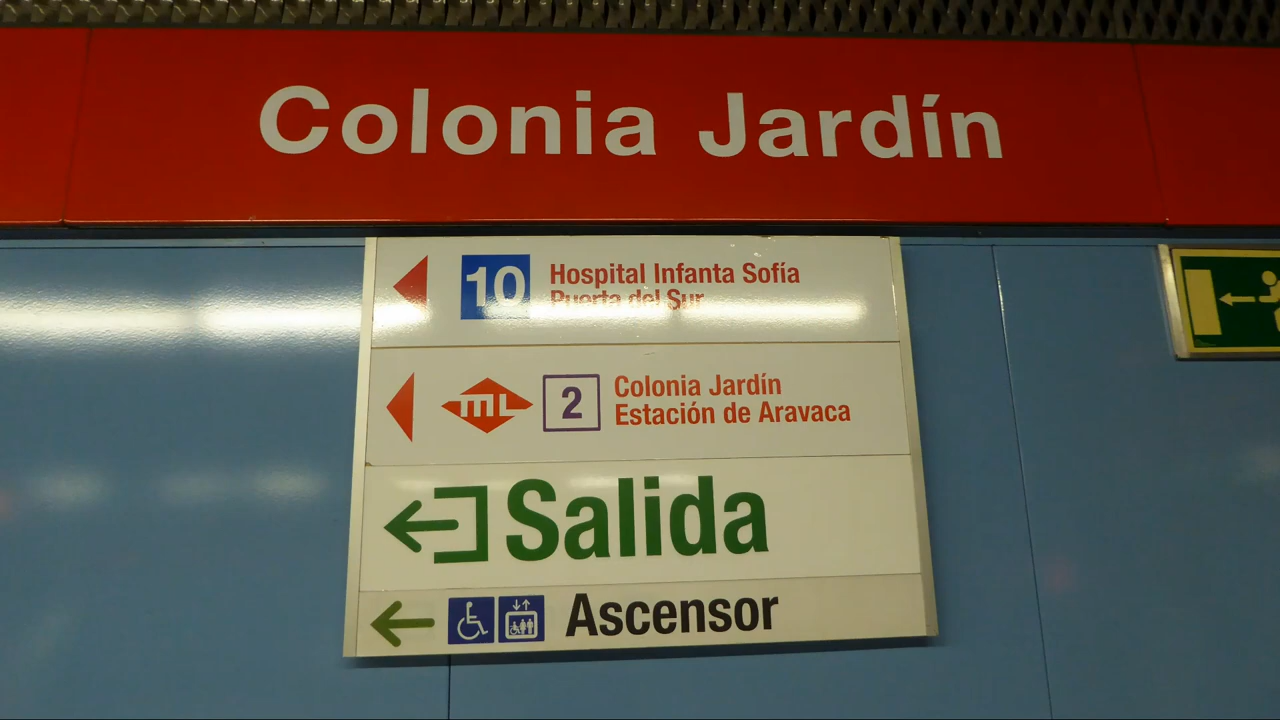 Colonia Jardín
10 Hospital Infanta Sofía
Puerta del Sur
ML 2 Colonia Jardín
Estación de Aravaca
Salida
Ascensor